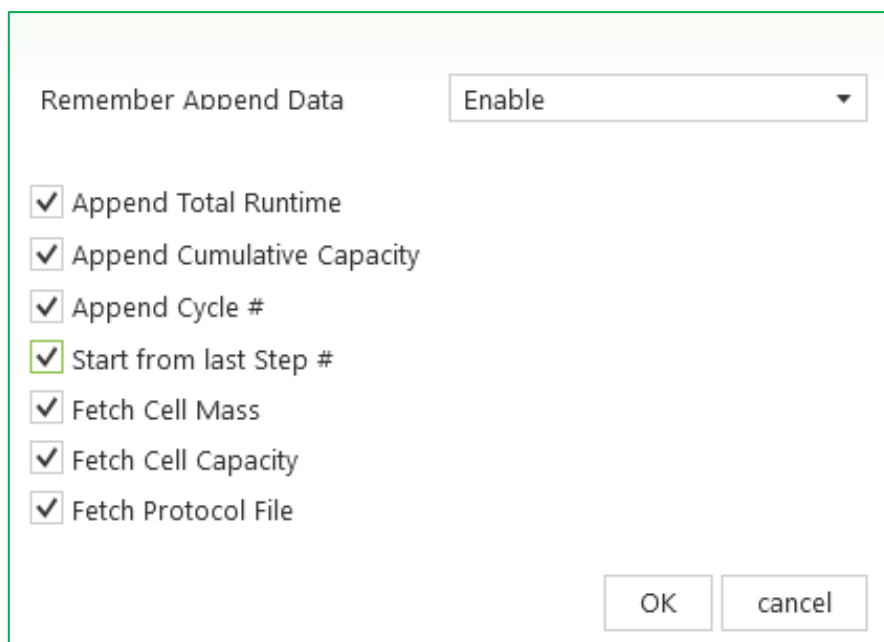 Remember Append Data Enable
Append Total Runtime
Append Cumulative Capacity
Append Cycle #
Start from last Step #
Fetch Cell Mass
Fetch Cell Capacity
Fetch Protocol File
OK cancel